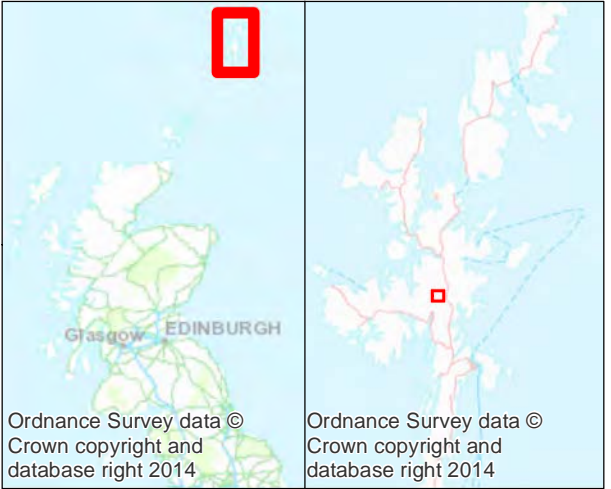 Glasgow
EDINBURGH
Ordnance Survey data ©
Crown copyright and
database right 2014
Ordnance Survey data ©
Crown copyright and
database right 2014